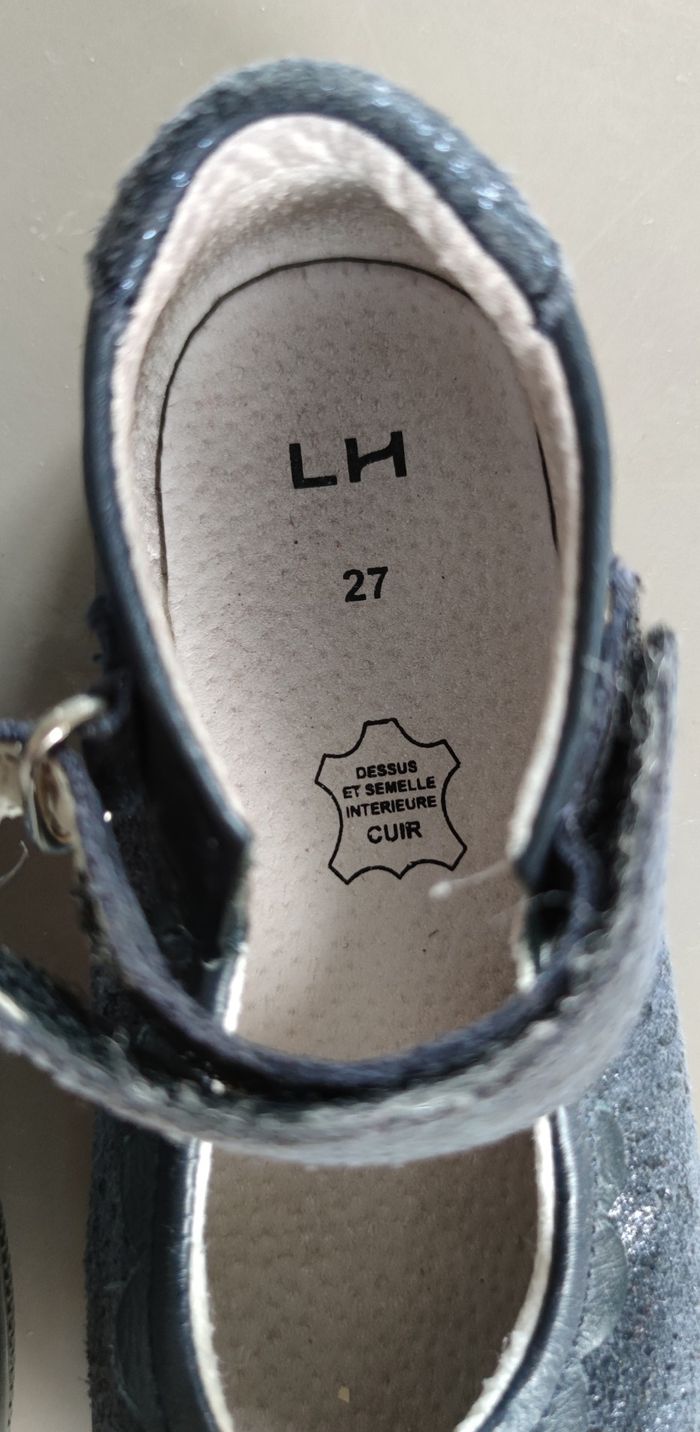 LH
27
DESSUS
ET SEMELLE
INTERIEURE
CUIR